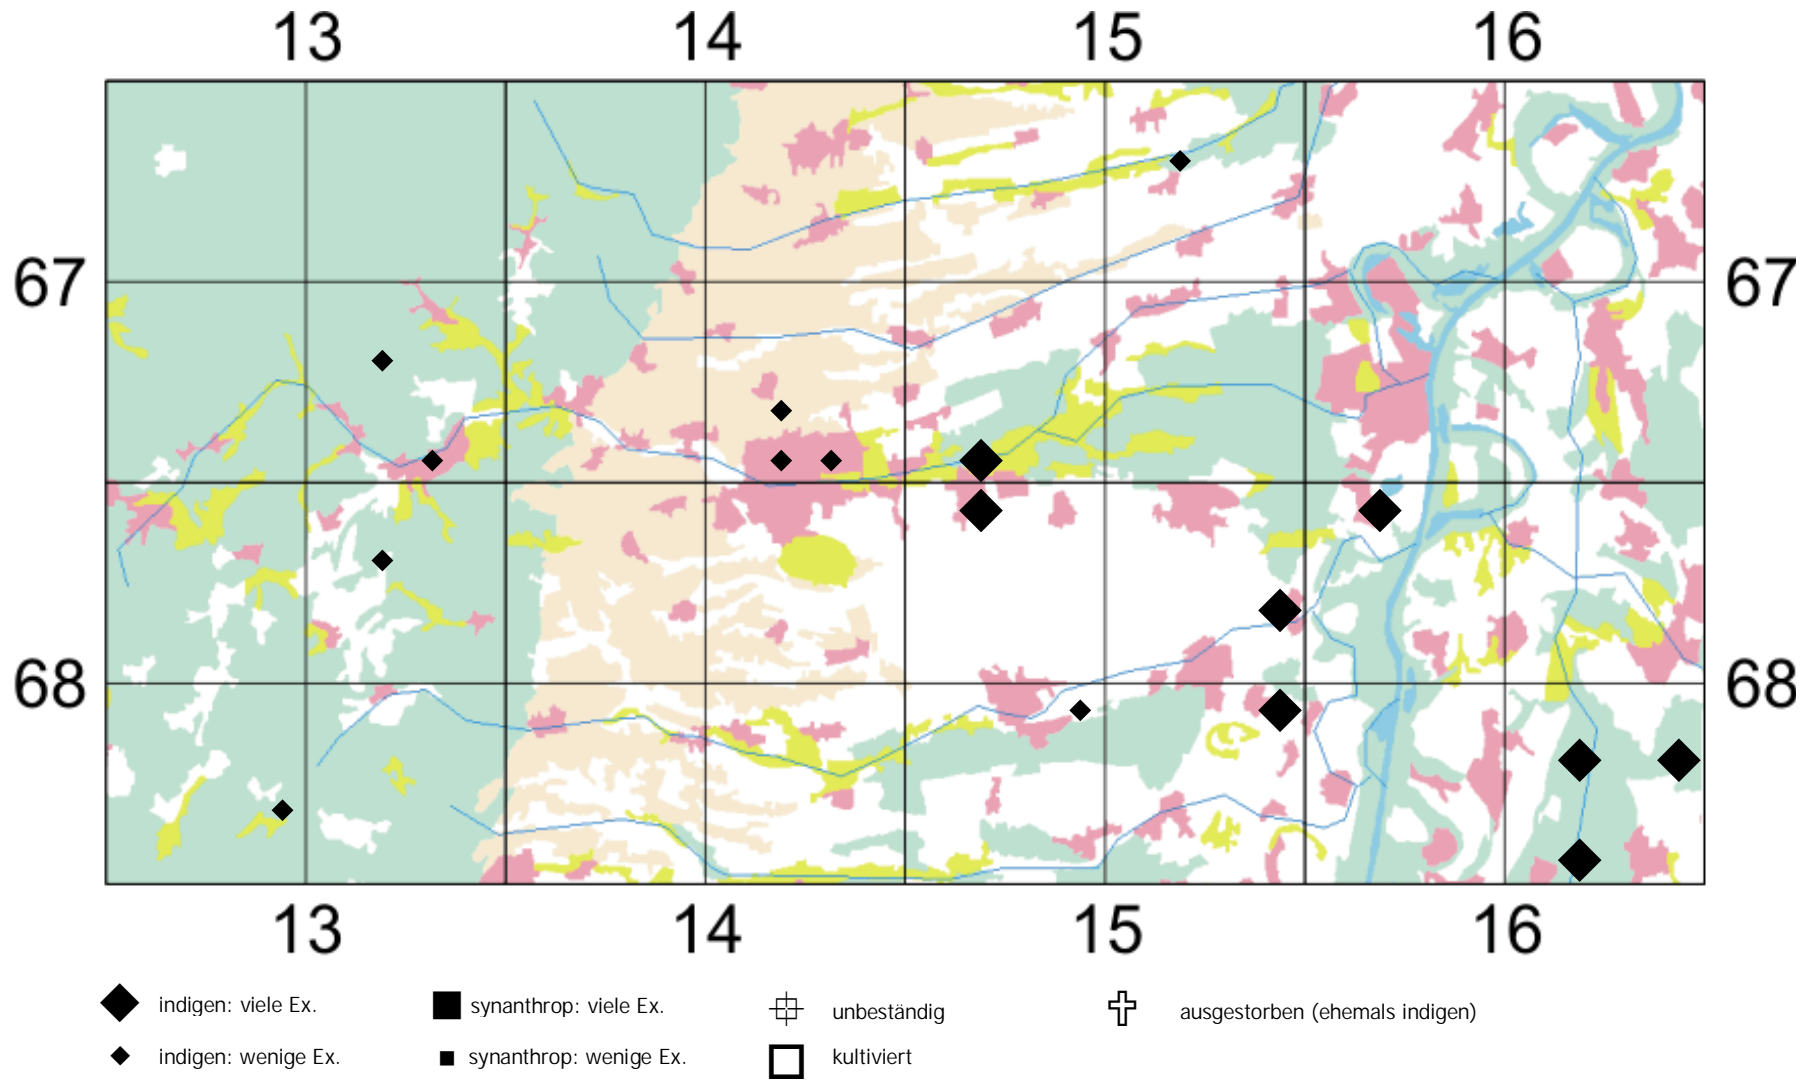 13 14 15 16
67 67
68 68
13 14 15 16
indigen: viele Ex. synanthrop: viele Ex. unbeständig ausgestorben (ehemals indigen)
indigen: wenige Ex. synanthrop: wenige Ex. kultiviert